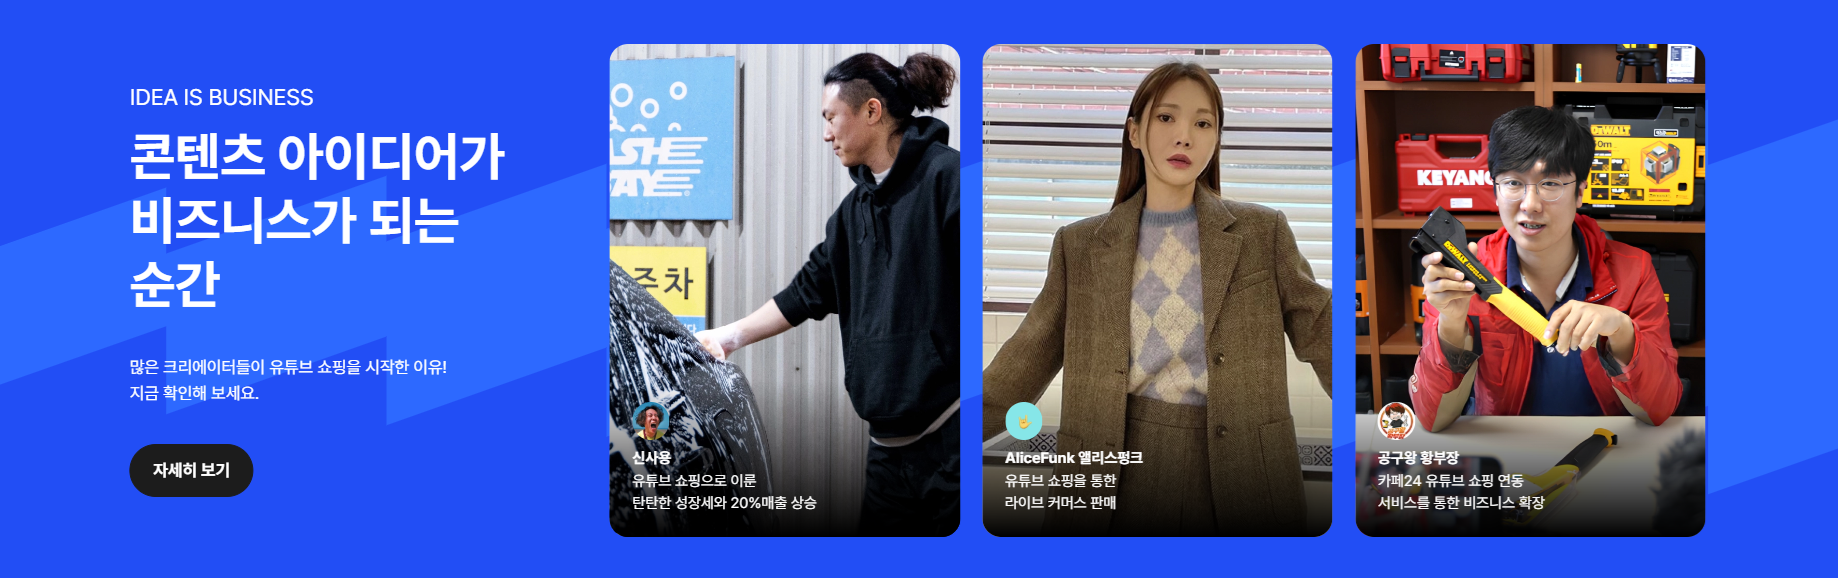 IDEA IS BUSINESS
콘텐츠 아이디어가
비즈니스가 되는
순간
많은 크리에이터들이 유튜브 쇼핑을 시작한 이유!
지금 확인해 보세요.
자세히 보기
주차
신사용
유튜브 쇼핑으로 이룬
탄탄한 성장세와 20%매출 상승
AliceFunk 앨리스펑크
유튜브 쇼핑을 통한
라이브 커머스 판매
DEWALT
KEYANG
DEWALT
공구왕 황부장
카페24 유튜브 쇼핑 연동
서비스를 통한 비즈니스 확장